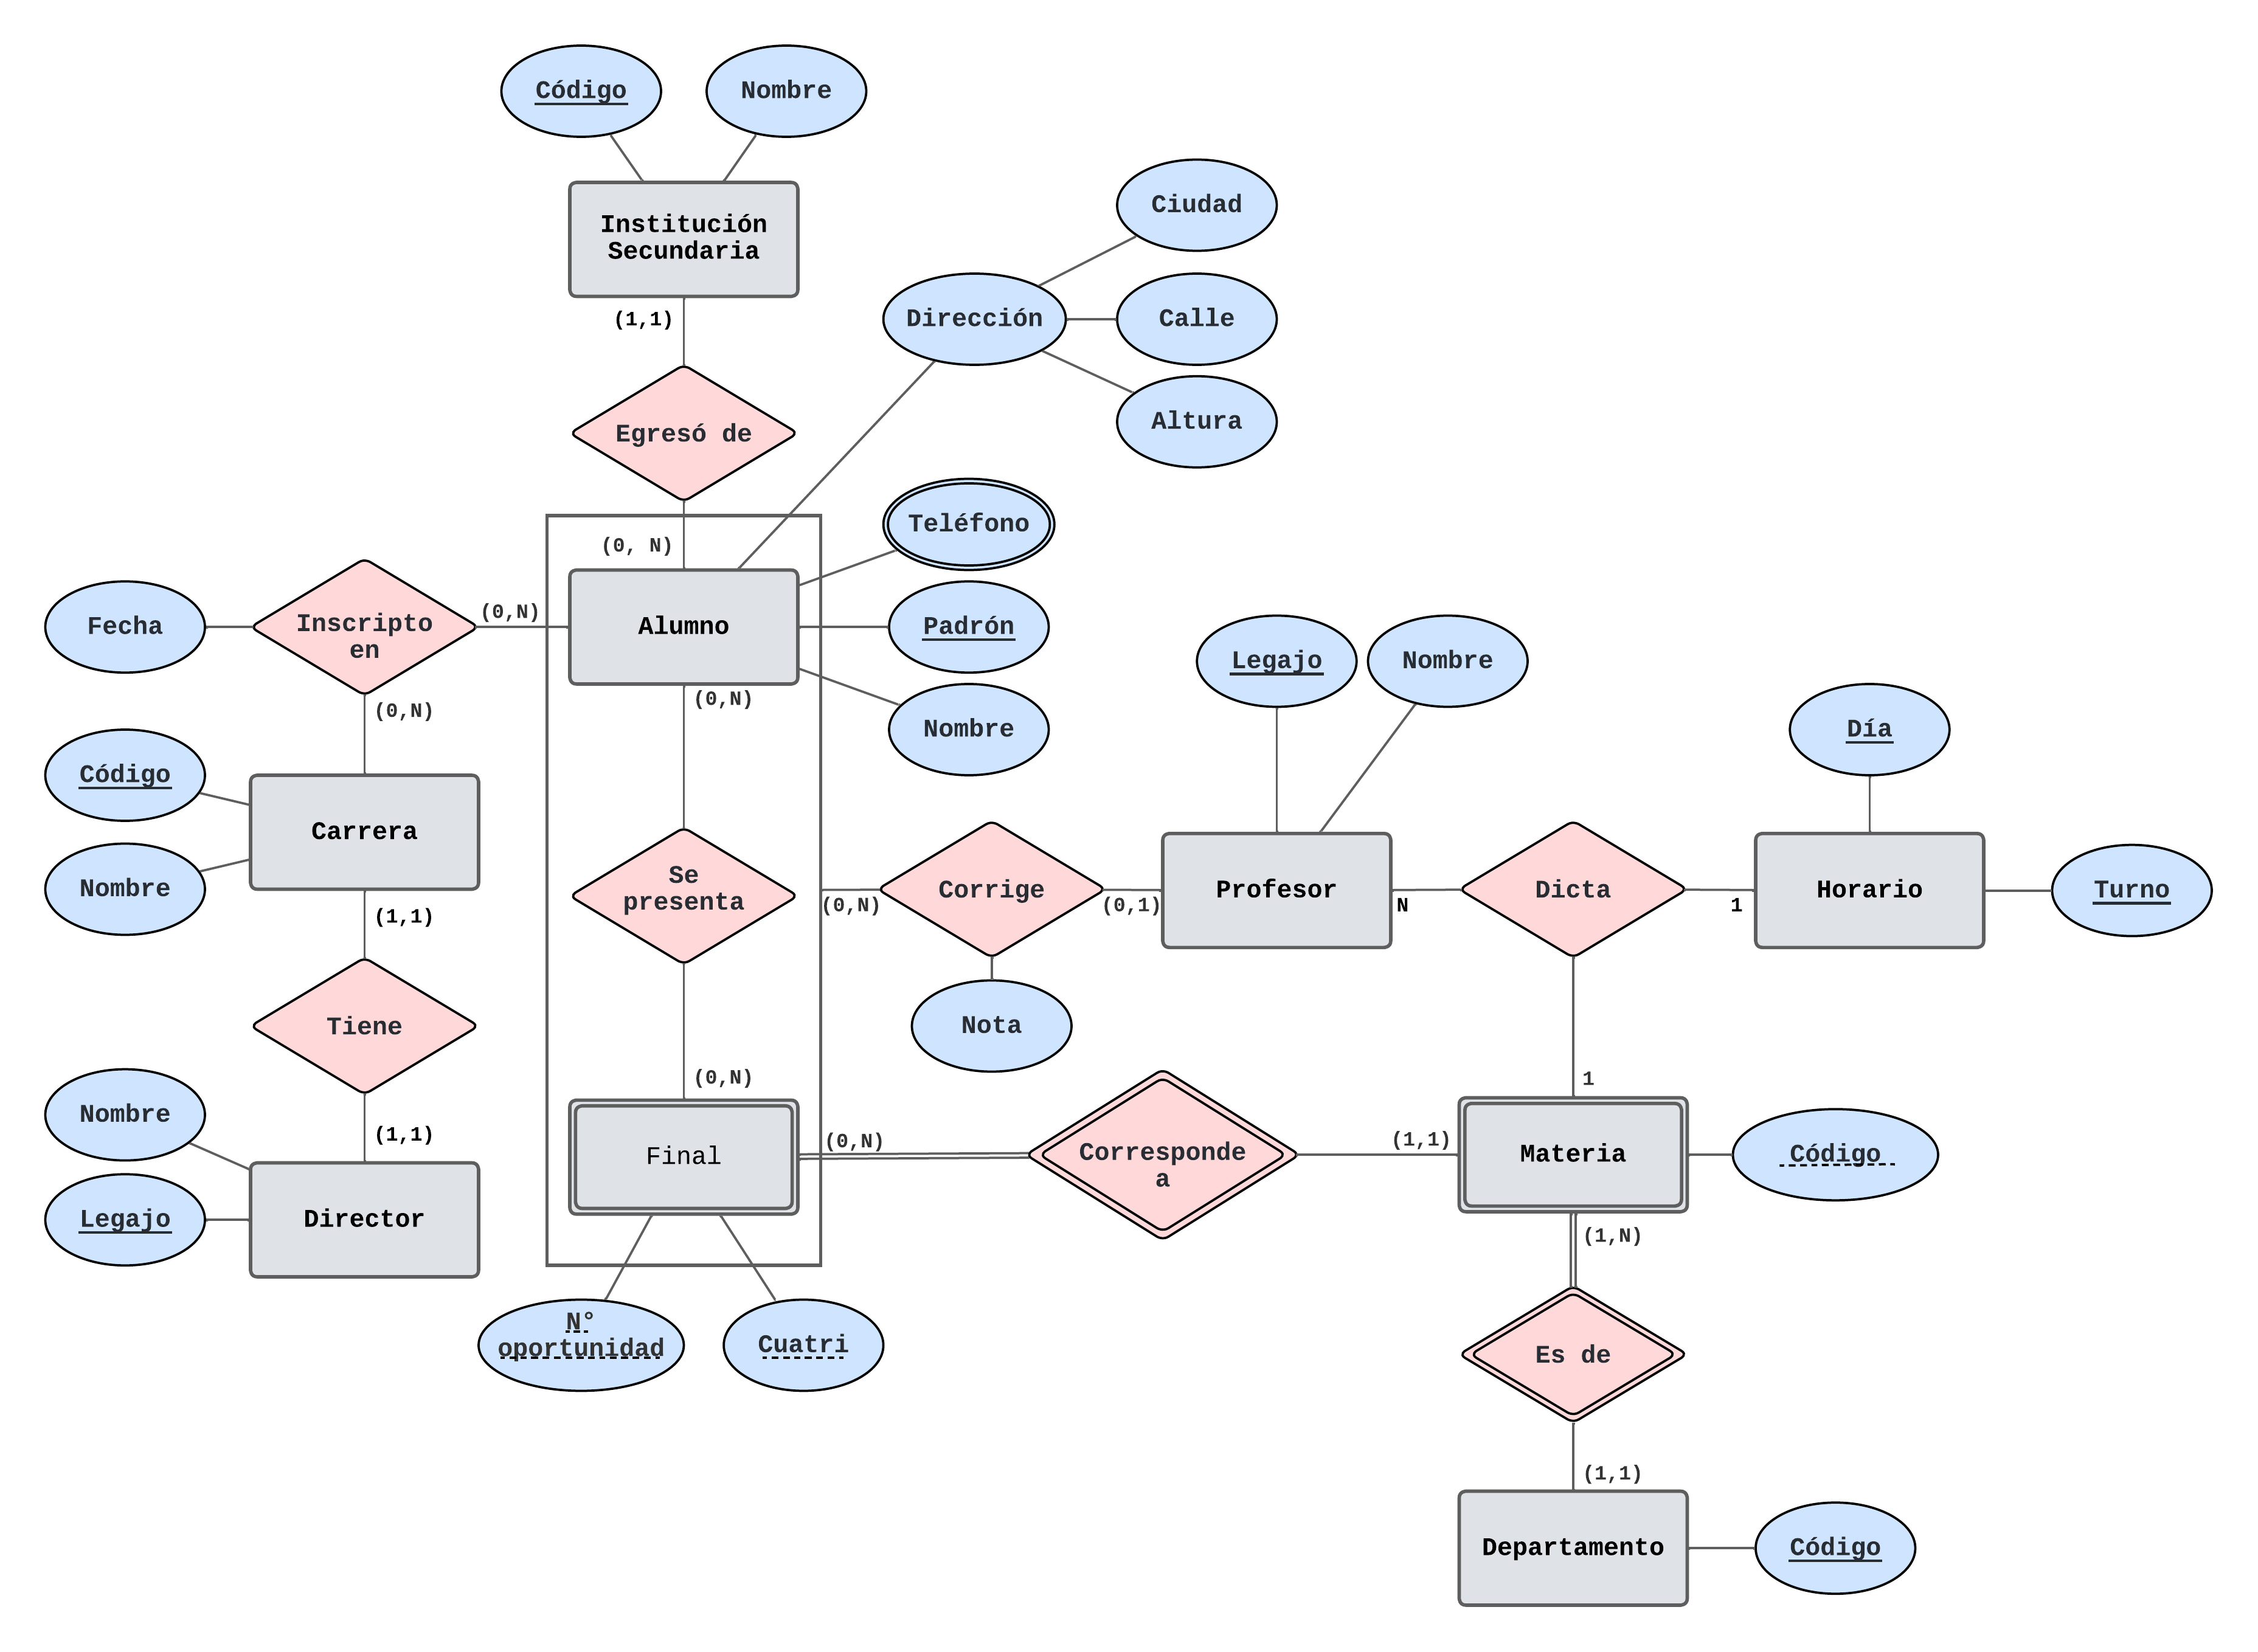 Código
Nombre
Institución
Secundaria
(1,1)
Egresó de
(0, N)
Ciudad
Dirección
Calle
Altura
Teléfono
Padrón
Nombre
Alumno
(0,N)
Inscripto
en
Fecha
(0,N)
(0,N)
Código
Nombre
Carrera
(1,1)
Tiene
(1,1)
Nombre
Legajo
Director
Se
presenta
(0,N)
Final
N°
oportunidad
Cuatri
(0,N)
Corrige
(0,1)
Nota
Legajo
Nombre
Profesor
N
Dicta
1
Horario
Día
Turno
1
(0,N)
Corresponde
a
(1,1)
Materia
Código
(1,N)
Es de
(1,1)
Departamento
Código